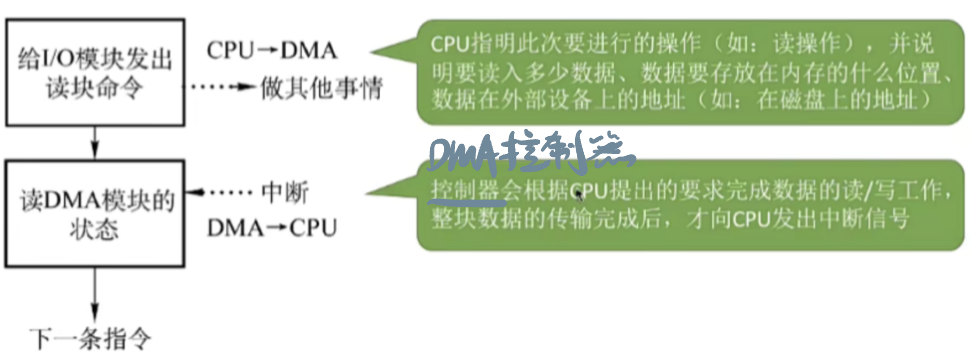 给I/O模块发出
读块命令
CPU→DMA
做其他事情
CPU指明此次要进行的操作（如：读操作），并说
明要读入多少数据、数据要存放在内存的什么位置、
数据在外部设备上的地址（如：在磁盘上的地址）
DMA控制器
读DMA模块的
状态
中断
DMA→CPU
控制器会根据CPU提出的要求完成数据的读/写工作，
整块数据的传输完成后，才向CPU发出中断信号
下一条指令